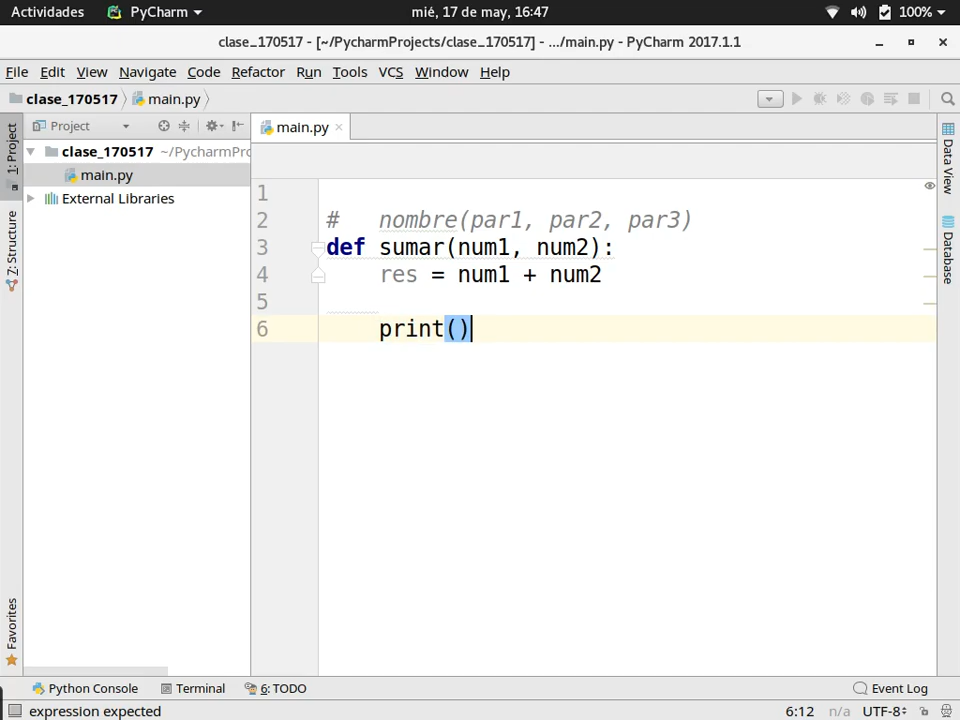 Actividades PyCharm mié, 17 de may, 16:47 100%
clase_170517 - [~/PycharmProjects/clase_170517] - .../main.py - PyCharm 2017.1.1
File Edit View Navigate Code Refactor Run Tools VCS Window Help
clase_170517 main.py
1: Project
Project
main.py
Data View
clase_170517 ~/PycharmPro
main.py
External Libraries
7: Structure
Database
1
2 # nombre(par1, par2, par3)
3 def sumar(num1, num2):
4 res = num1 + num2
5
6 print()
Favorites
Python Console Terminal 6: TODO Event Log
expression expected 6:12 n/a UTF-8